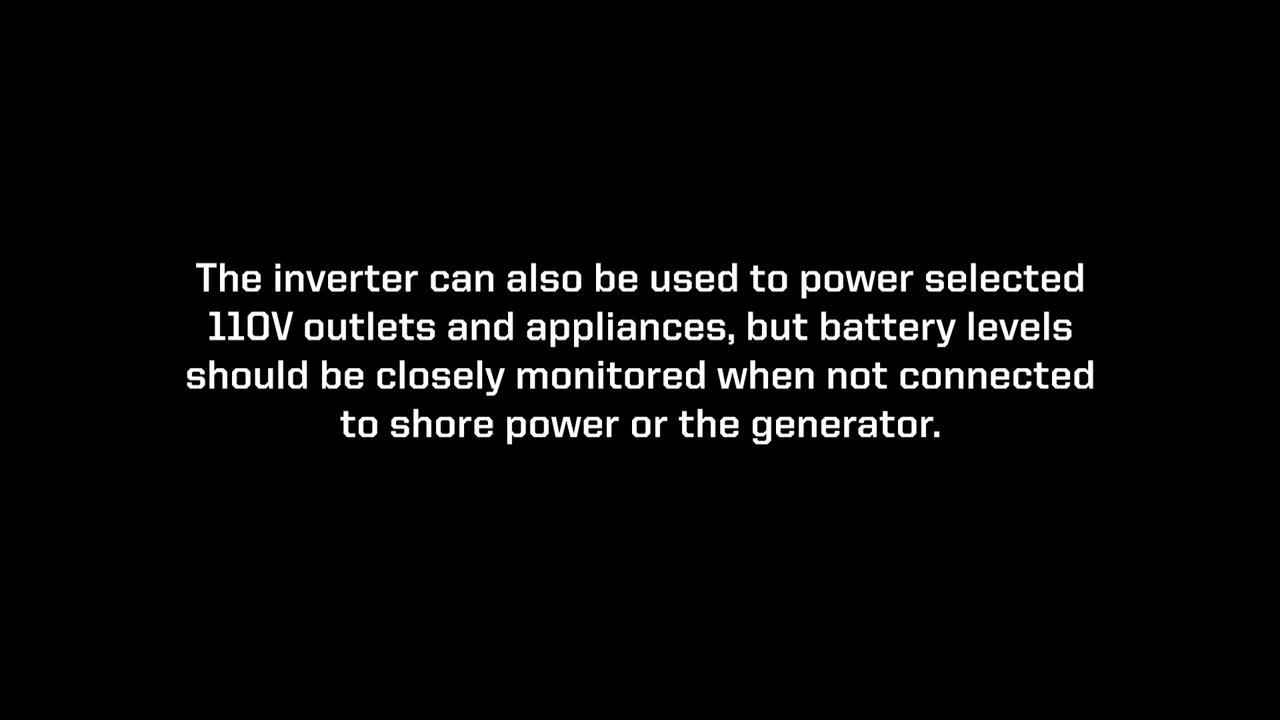 The inverter can also be used to power selected
110V outlets and appliances, but battery levels
should be closely monitored when not connected
to shore power or the generator.